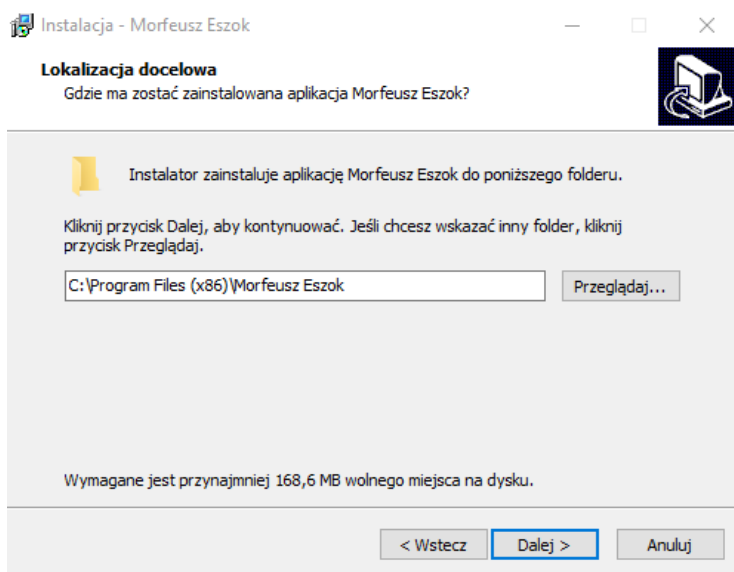 Instalacja - Morfeusz Eszok
Lokalizacja docelowa
Gdzie ma zostać zainstalowana aplikacja Morfeusz Eszok?
Instalator zainstaluje aplikację Morfeusz Eszok do poniższego folderu.
Kliknij przycisk Dalej, aby kontynuować. Jeśli chcesz wskazać inny folder, kliknij
przycisk Przeglądaj.
C:\Program Files (x86)\Morfeusz Eszok
Przeglądaj...
Wymagane jest przynajmniej 168,6 MB wolnego miejsca na dysku.
< Wstecz
Dalej >
Anuluj